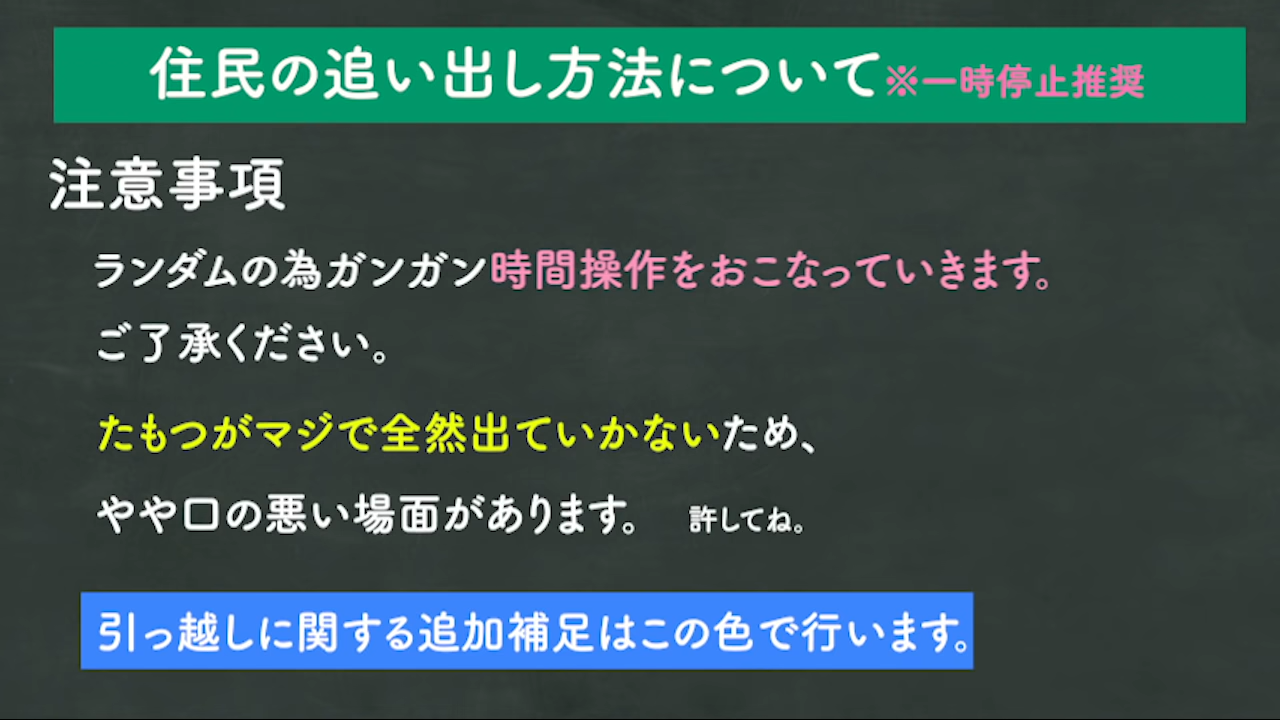 住民の追い出し方法について※一時停止推奨
注意事項
ランダムの為ガンガン時間操作をおこなっていきます。
ご了承ください。
たもつがマジで全然出ていかないため、
やや口の悪い場面があります。 許してね。
引っ越しに関する追加補足はこの色で行います。